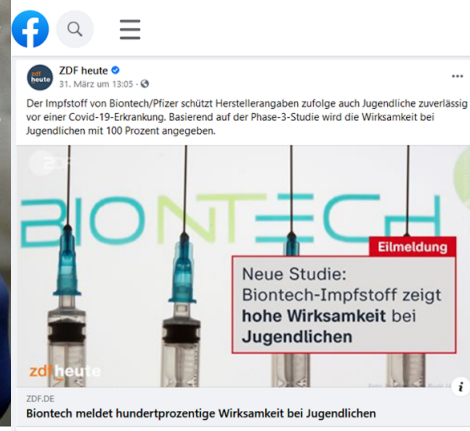 ZDF heute
31. März um 13:05 ·
Der Impfstoff von Biontech/Pfizer schützt Herstellerangaben zufolge auch Jugendliche zuverlässig
vor einer Covid-19-Erkrankung. Basierend auf der Phase-3-Studie wird die Wirksamkeit bei
Jugendlichen mit 100 Prozent angegeben.
BIONTECH
Eilmeldung
Neue Studie:
Biontech-Impfstoff zeigt
hohe Wirksamkeit bei
Jugendlichen
zdfheute
ZDF.DE
Biontech meldet hundertprozentige Wirksamkeit bei Jugendlichen